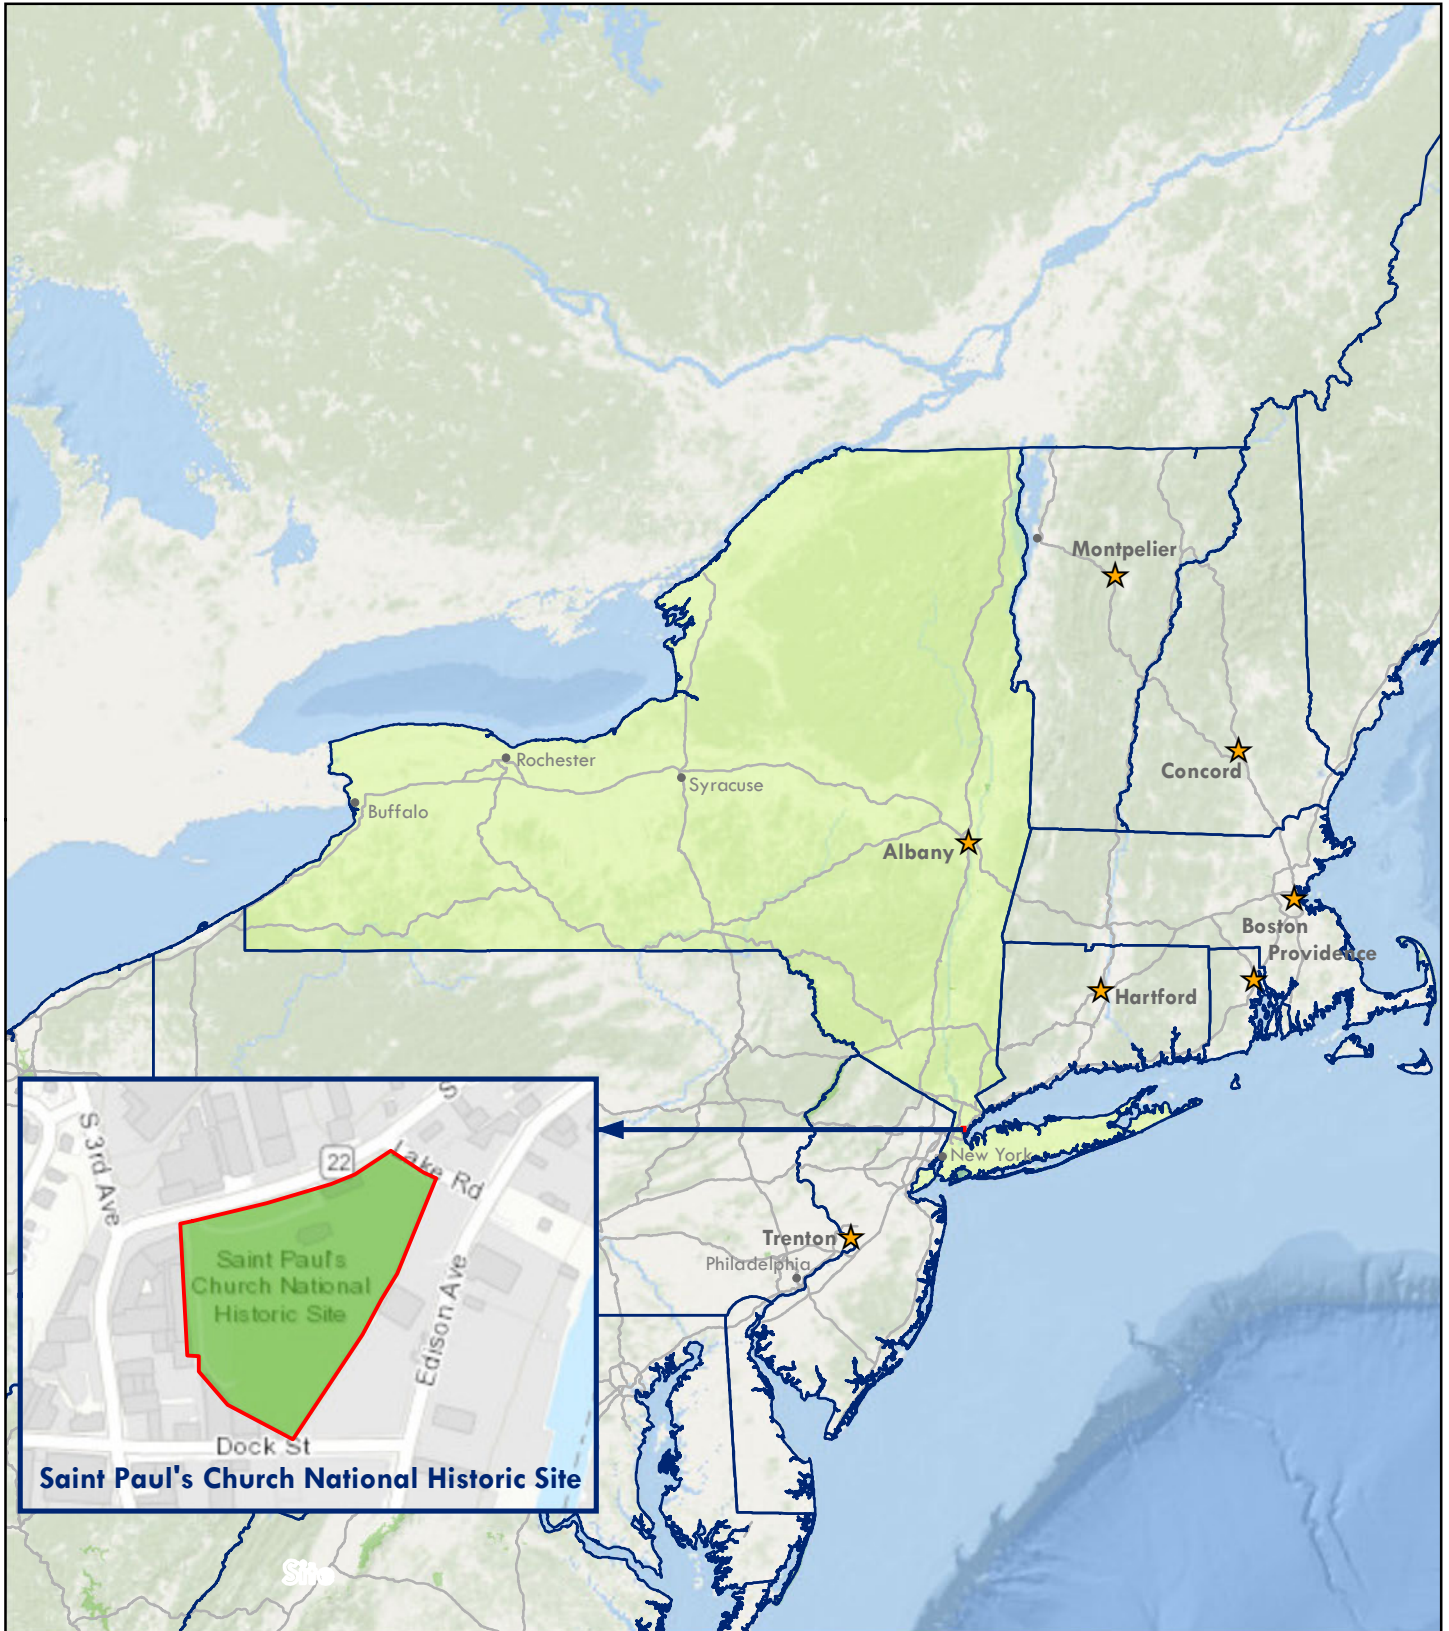 Montpelier
Rochester
Syracuse
Concord
Buffalo
Albany
Boston
Providence
Hartford
S
S 3rd Ave
22
Lake Rd
New York
Trenton
Philadelphia
Saint Paul's
Church National
Historic Site
Edison Ave
Dock St
Saint Paul's Church National Historic Site
Site